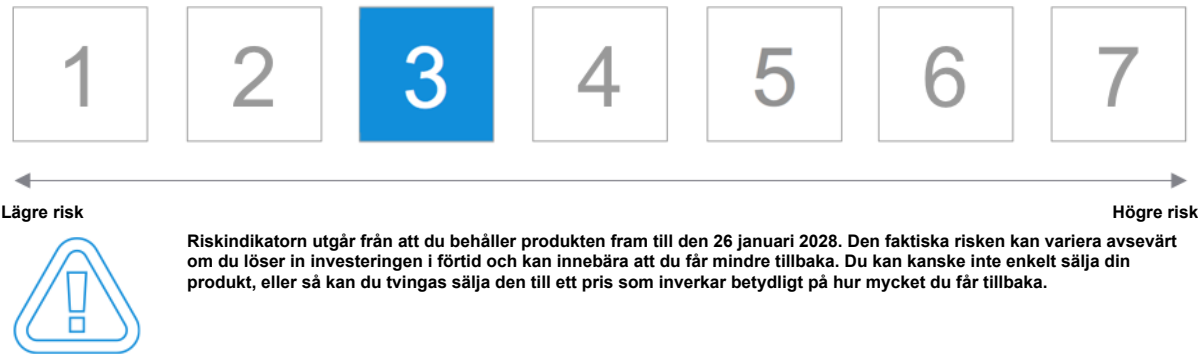 1 2 3 4 5 6 7
Lägre risk Högre risk
Riskindikatorn utgår från att du behåller produkten fram till den 26 januari 2028. Den faktiska risken kan variera avsevärt
om du löser in investeringen i förtid och kan innebära att du får mindre tillbaka. Du kan kanske inte enkelt sälja din
produkt, eller så kan du tvingas sälja den till ett pris som inverkar betydligt på hur mycket du får tillbaka.